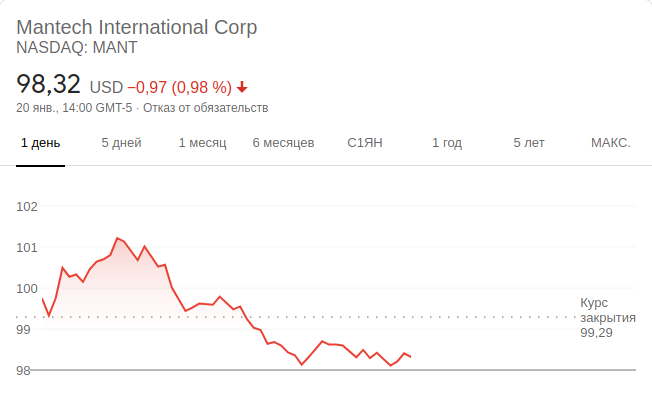 Mantech International Corp
NASDAQ: MANT
98,32 USD −0,97 (0,98 %)
20 янв., 14:00 GMT-5 · Отказ от обязательств
1 день 5 дней 1 месяц 6 месяцев С1ЯН 1 год 5 лет МАКС.
102
101
100
Курс
закрытия
99,29
99
98